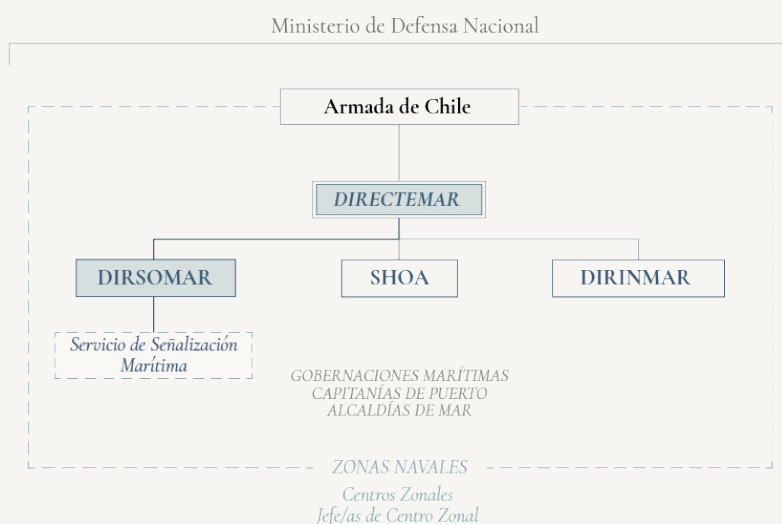 Ministerio de Defensa Nacional
Armada de Chile
DIRECTEMAR
DIRSOMAR
SHOA
DIRINMAR
Servicio de Señalización
Marítima
GOBERNACIONES MARÍTIMAS
CAPITANÍAS DE PUERTO
ALCALDÍAS DE MAR
ZONAS NAVALES
Centros Zonales
Jefe/as de Centro Zonal